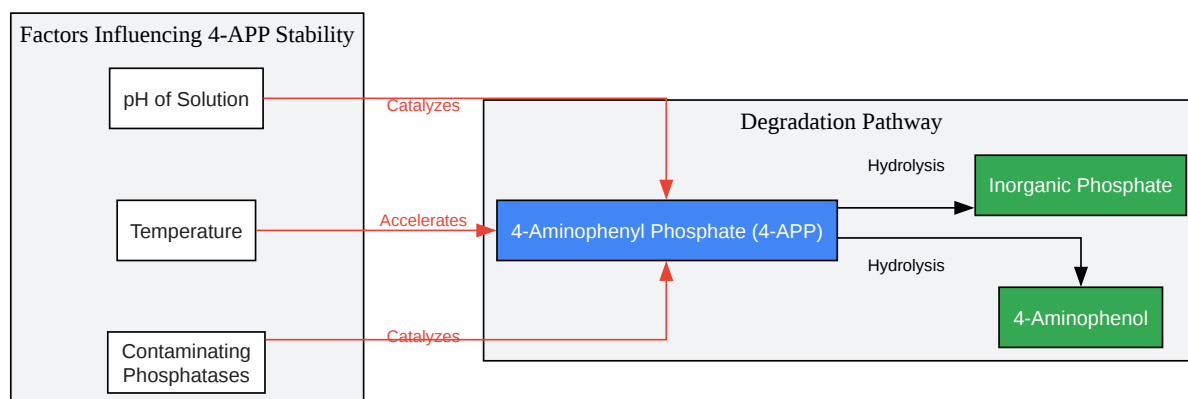 Factors Influencing 4-APP Stability
pH of Solution
Catalyzes
Degradation Pathway
Hydrolysis
Inorganic Phosphate
Temperature
Accelerates
4-Aminophenyl Phosphate (4-APP)
Hydrolysis
4-Aminophenol
Contaminating
Phosphatases
Catalyzes